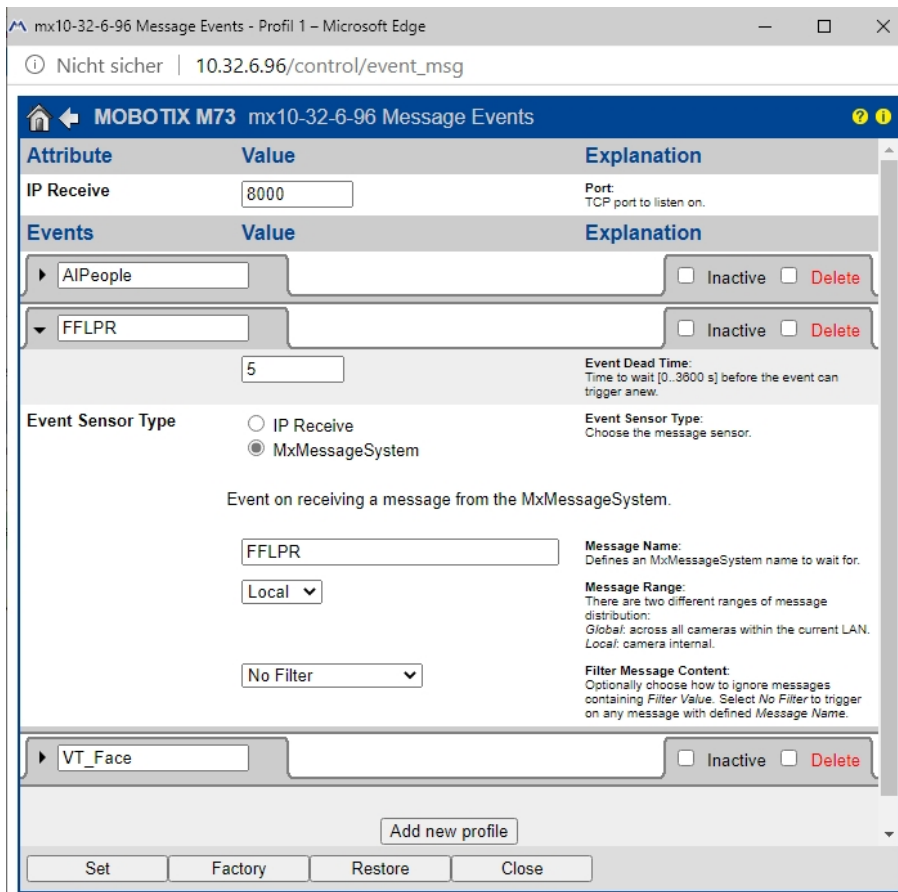 mx10-32-6-96 Message Events - Profil 1 – Microsoft Edge
Nicht sicher | 10.32.6.96/control/event_msg
MOBOTIX M73 mx10-32-6-96 Message Events ? i
Attribute Value Explanation
IP Receive 8000 Port:
TCP port to listen on.
Events Value Explanation
AIPeople Inactive Delete
FFLPR Inactive Delete
5 Event Dead Time:
Time to wait [0..3600 s] before the event can
trigger anew.
Event Sensor Type IP Receive Event Sensor Type:
MxMessageSystem Choose the message sensor.
Event on receiving a message from the MxMessageSystem.
FFLPR Message Name:
Defines an MxMessageSystem name to wait for.
Local Message Range:
There are two different ranges of message
distribution:
Global: across all cameras within the current LAN.
Local: camera internal.
No Filter Filter Message Content:
Optionally choose how to ignore messages
containing Filter Value. Select No Filter to trigger
on any message with defined Message Name.
VT_Face Inactive Delete
Add new profile
Set Factory Restore Close